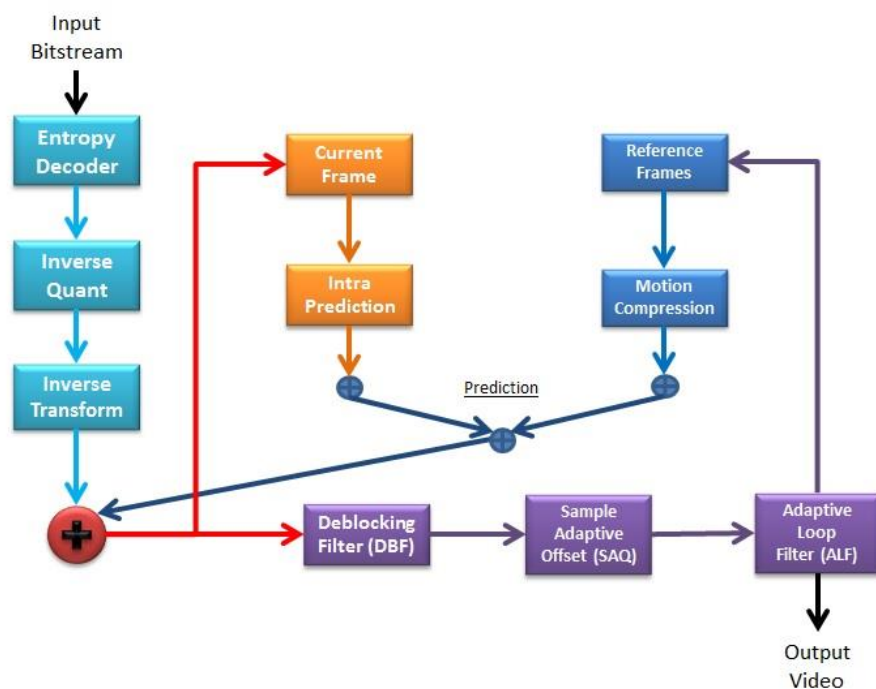 Input
Bitstream
Entropy
Decoder
Current
Frame
Reference
Frames
Inverse
Quant
Intra
Prediction
Motion
Compression
Inverse
Transform
Prediction
Deblocking
Filter (DBF)
Sample
Adaptive
Offset (SAQ)
Adaptive
Loop
Filter (ALF)
Output
Video